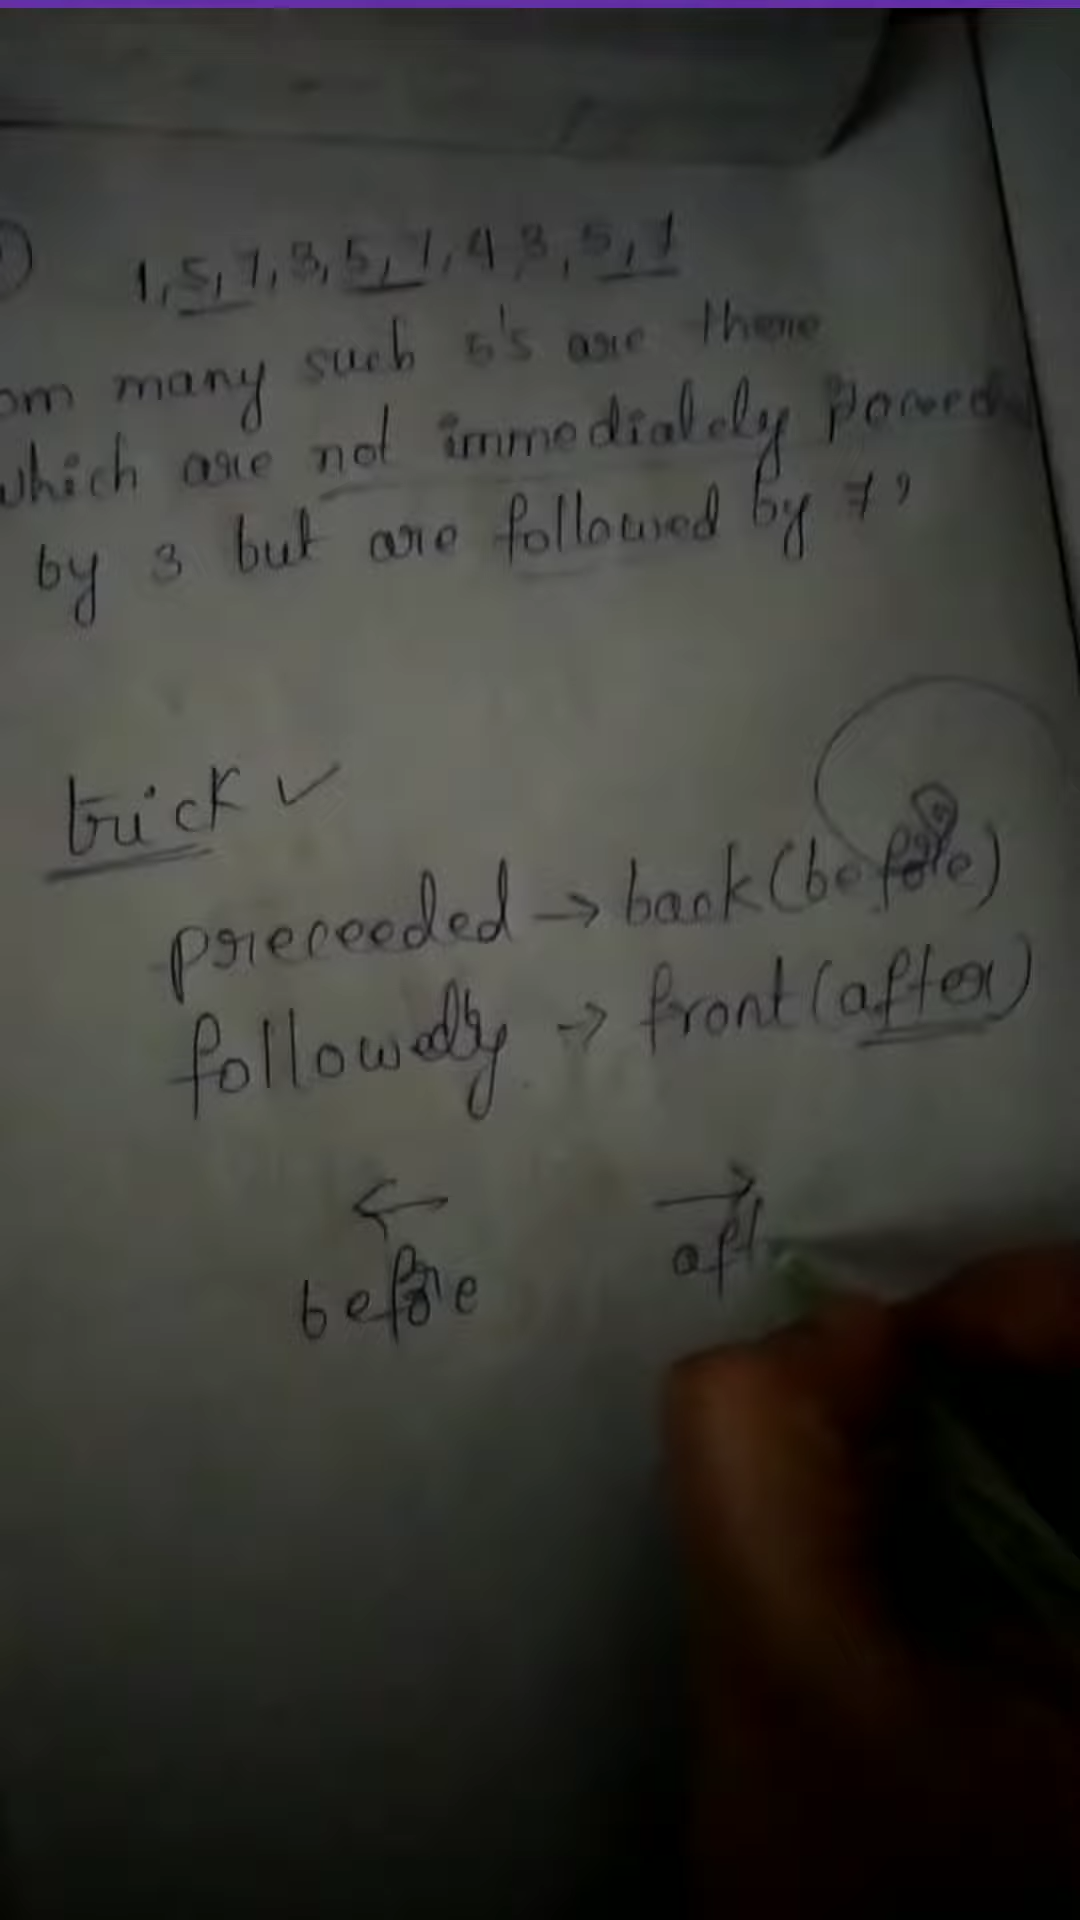 1, 5, 7, 3, 5, 7, 4 3, 5, 7
many such 5's are there
which are not immediately
by 3 but are followed by 7,
trick ✓
preceeded → back (before)
followedby → front (after)
← →
before aft